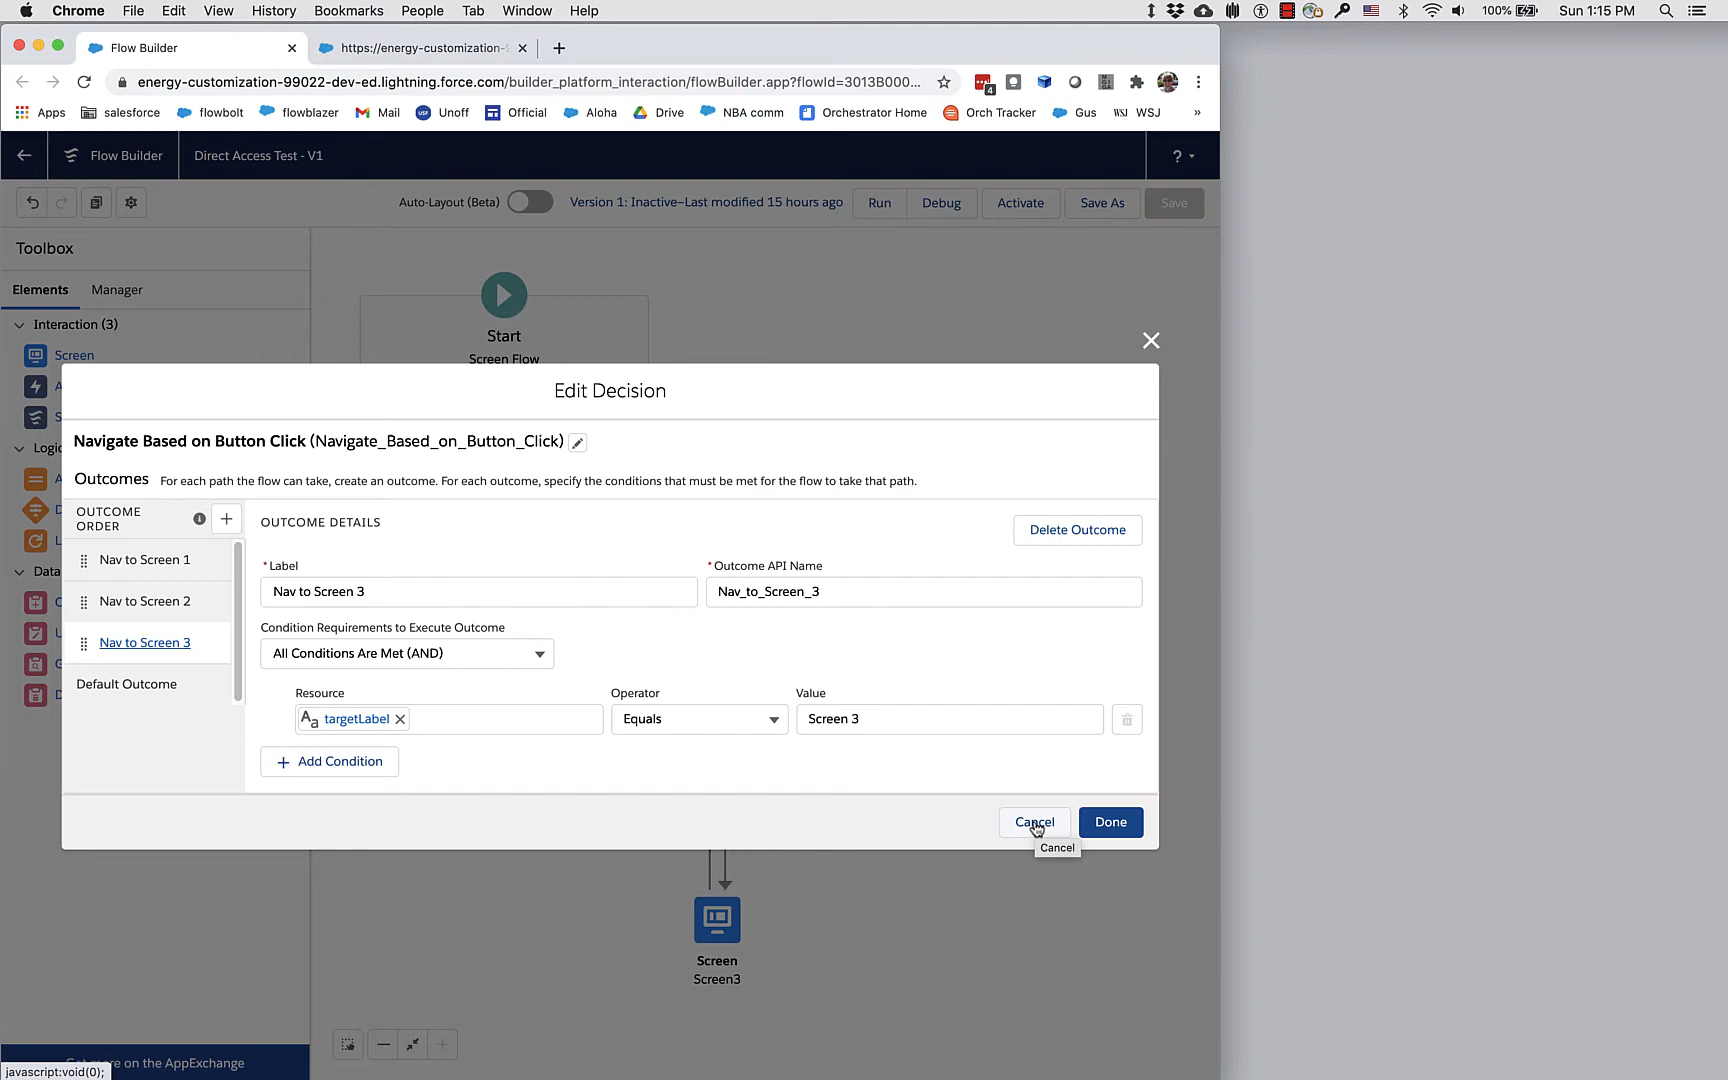 Chrome File Edit View History Bookmarks People Tab Window Help 100% Sun 1:15 PM
Flow Builder https://energy-customization-9
energy-customization-99022-dev-ed.lightning.force.com/builder_platform_interaction/flowBuilder.app?flowId=3013B000... 4
Apps salesforce flowbolt flowblazer Mail Unoff Official Aloha Drive NBA comm Orchestrator Home Orch Tracker Gus WSJ WSJ »
Flow Builder Direct Access Test - V1 ?
Auto-Layout (Beta) Version 1: Inactive–Last modified 15 hours ago Run Debug Activate Save As Save
Toolbox
Elements Manager
Interaction (3)
Screen
Start
Screen Flow
Edit Decision
Navigate Based on Button Click (Navigate_Based_on_Button_Click)
Outcomes For each path the flow can take, create an outcome. For each outcome, specify the conditions that must be met for the flow to take that path.
OUTCOME
ORDER
OUTCOME DETAILS
Delete Outcome
Nav to Screen 1
Nav to Screen 2
Nav to Screen 3
Default Outcome
*Label *Outcome API Name
Nav to Screen 3 Nav_to_Screen_3
Condition Requirements to Execute Outcome
All Conditions Are Met (AND)
Resource Operator Value
Aa targetLabel Equals Screen 3
+ Add Condition
Cancel Done
Cancel
Data
Screen
Screen3
Get more on the AppExchange
javascript:void(0);